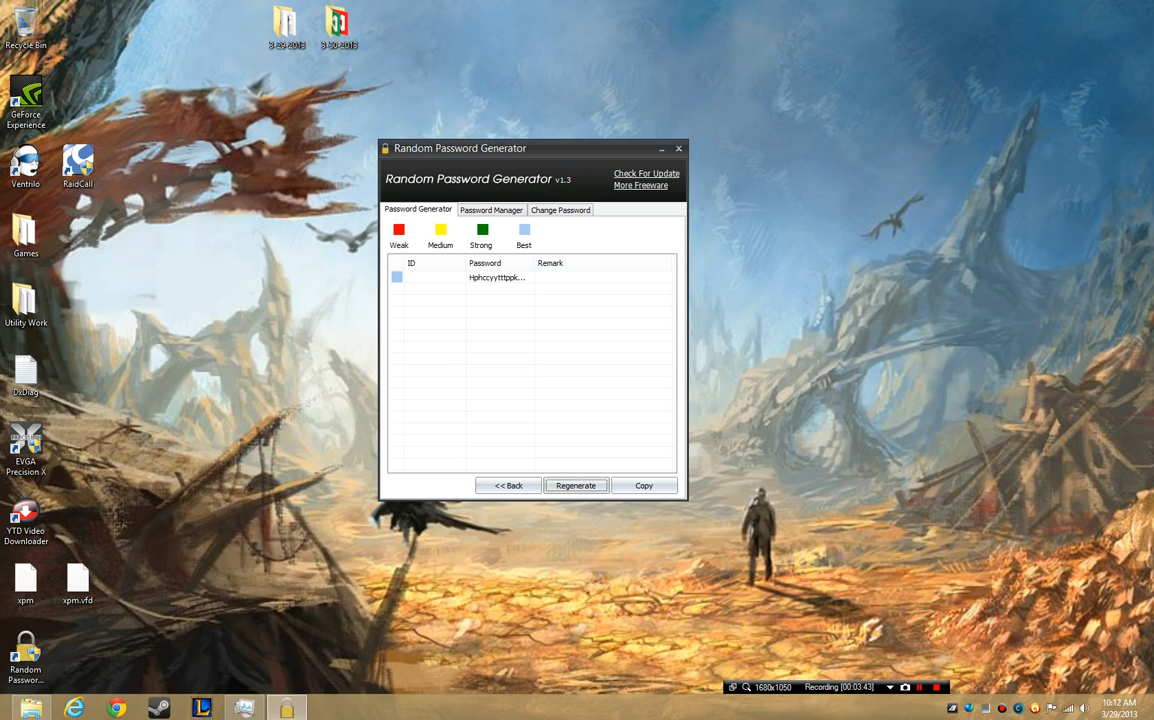 Recycle Bin
3-29-2013
3-30-2013
GeForce
Experience
Ventrilo
RaidCall
Games
Utility Work
DxDiag
EVGA
Precision X
YTD Video
Downloader
xpm
xpm.vfd
Random
Passwor...
Random Password Generator
Random Password Generator v1.3
Check For Update
More Freeware
Password Generator
Password Manager
Change Password
Weak
Medium
Strong
Best
ID
Password
Remark
Hphccyytttppk...
<< Back
Regenerate
Copy
1680x1050
Recording [00:03:43]
10:12 AM
3/29/2013